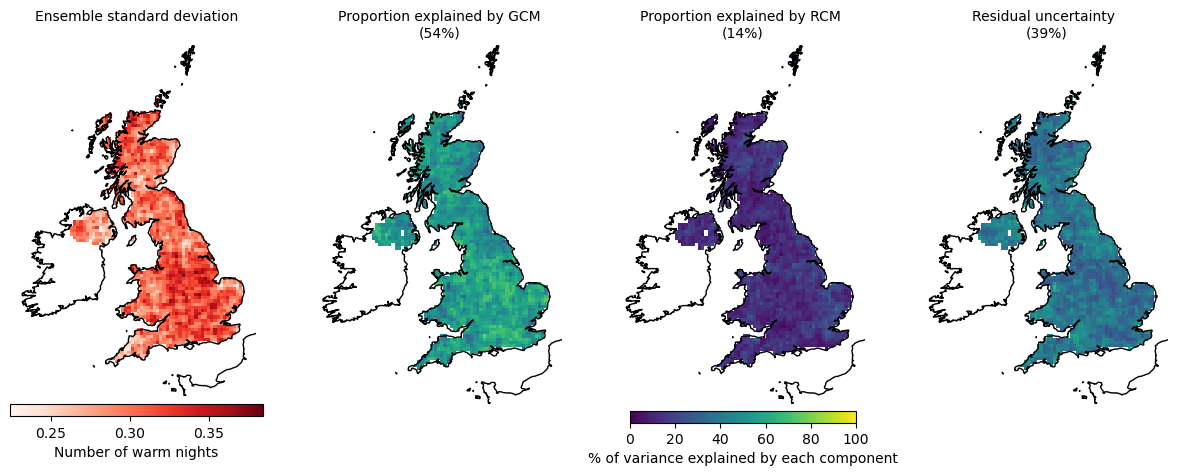 Ensemble standard deviation
Proportion explained by GCM
(54%)
Proportion explained by RCM
(14%)
Residual uncertainty
(39%)
0.25 0.30 0.35
Number of warm nights
0 20 40 60 80 100
% of variance explained by each component